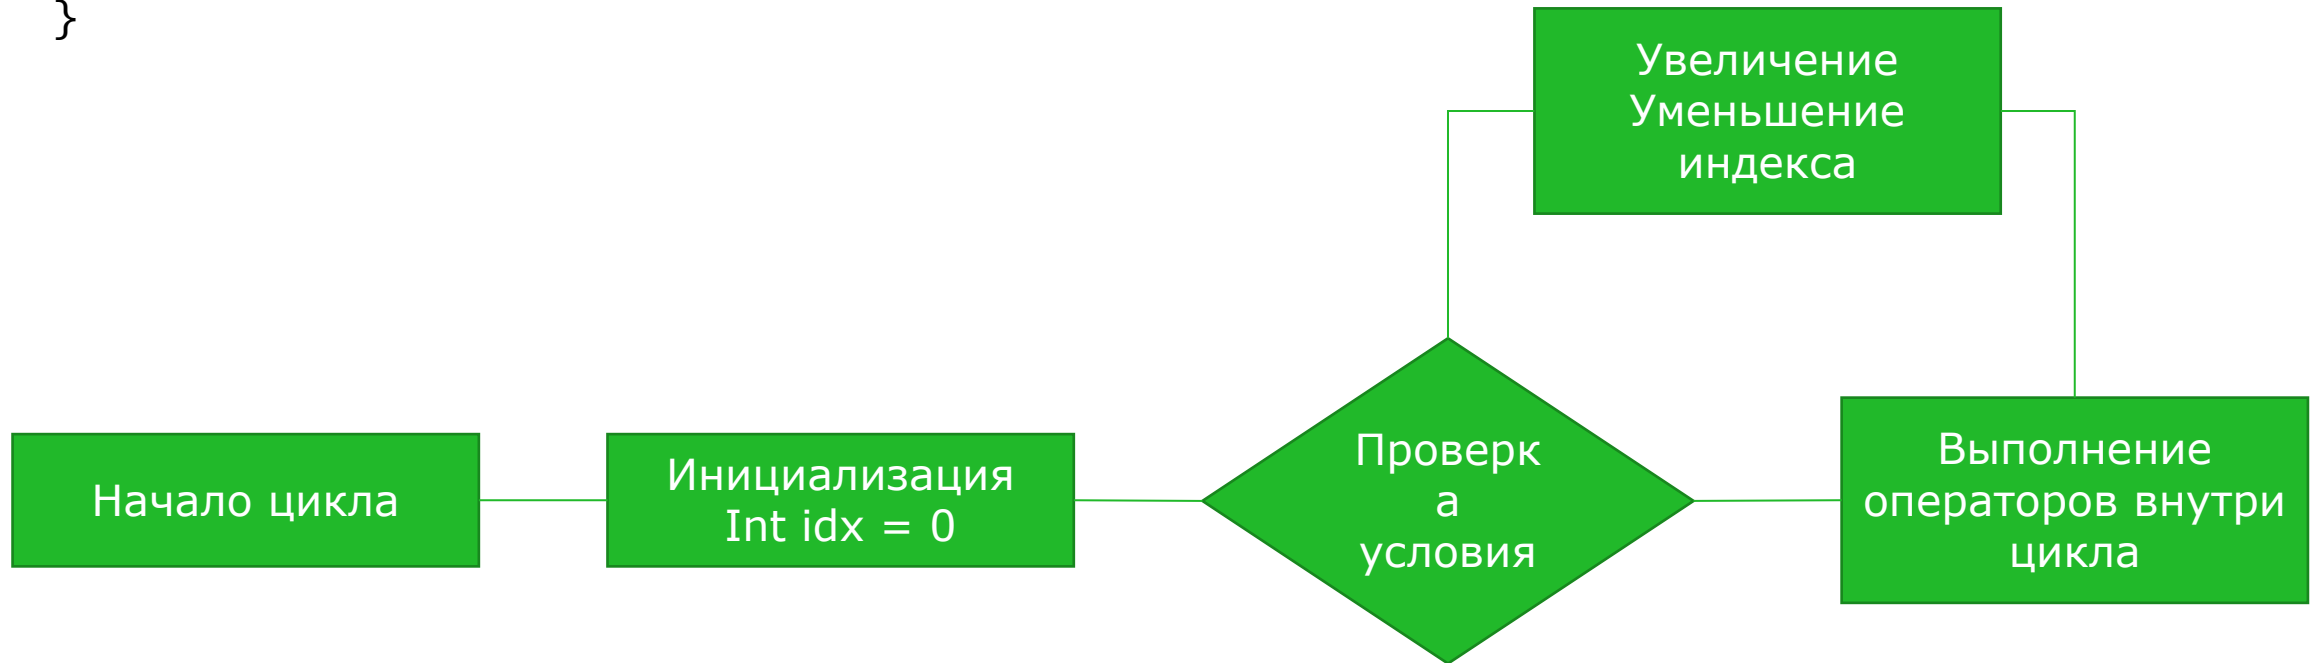 }
Увеличение
Уменьшение
индекса
Начало цикла
Инициализация
Int idx = 0
Проверк
а
условия
Выполнение
операторов внутри
цикла